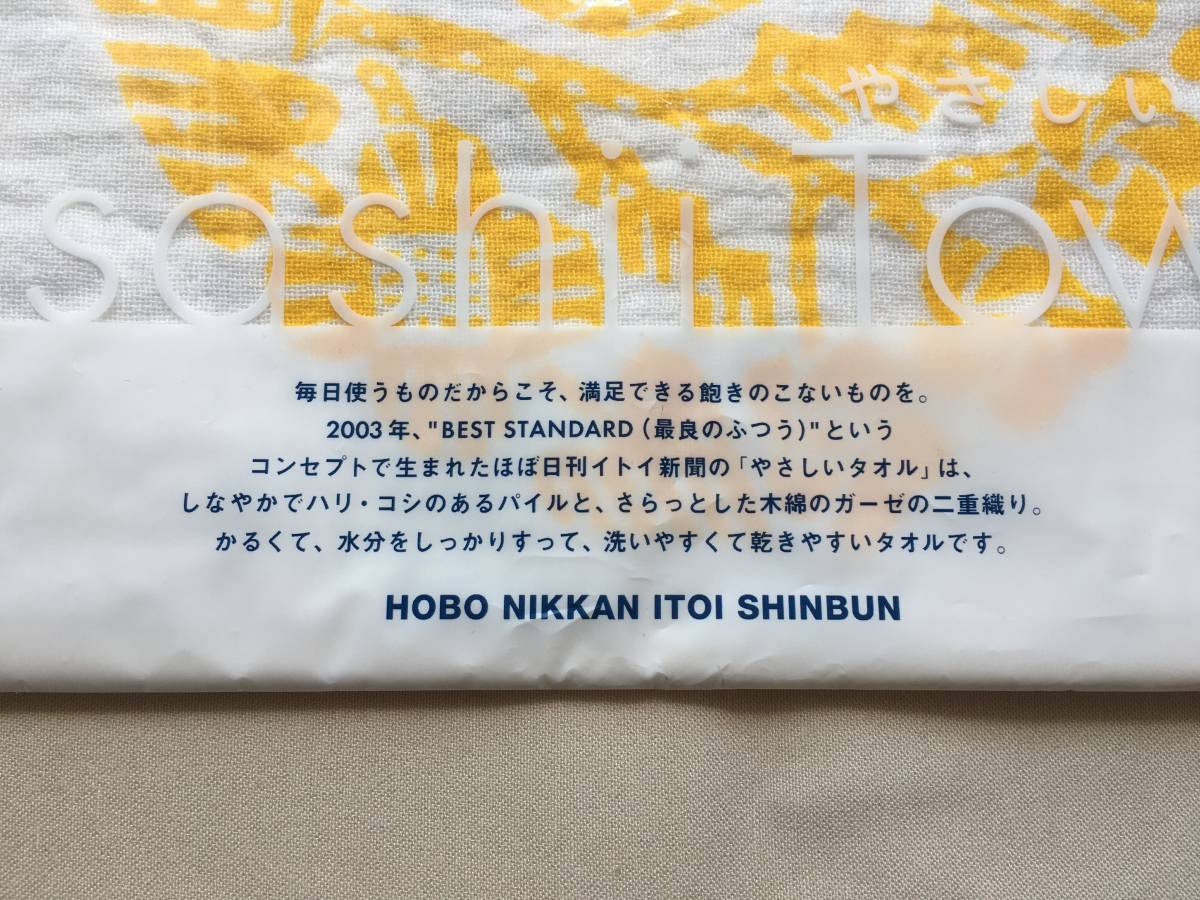 やさしい
sashii Tow
毎日使うものだからこそ、満足できる飽きのこないものを。
2003年、"BEST STANDARD（最良のふつう）"という
コンセプトで生まれたほぼ日刊イトイ新聞の「やさしいタオル」は、
しなやかでハリ・コシのあるパイルと、さらっとした木綿のガーゼの二重織り。
かるくて、水分をしっかりすって、洗いやすくて乾きやすいタオルです。
HOBO NIKKAN ITOI SHINBUN